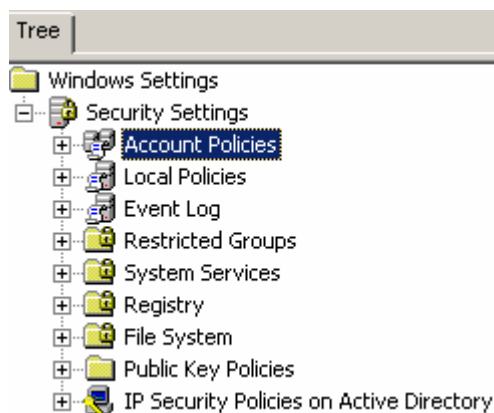 Tree
Windows Settings
Security Settings
Account Policies
Local Policies
Event Log
Restricted Groups
System Services
Registry
File System
Public Key Policies
IP Security Policies on Active Directory